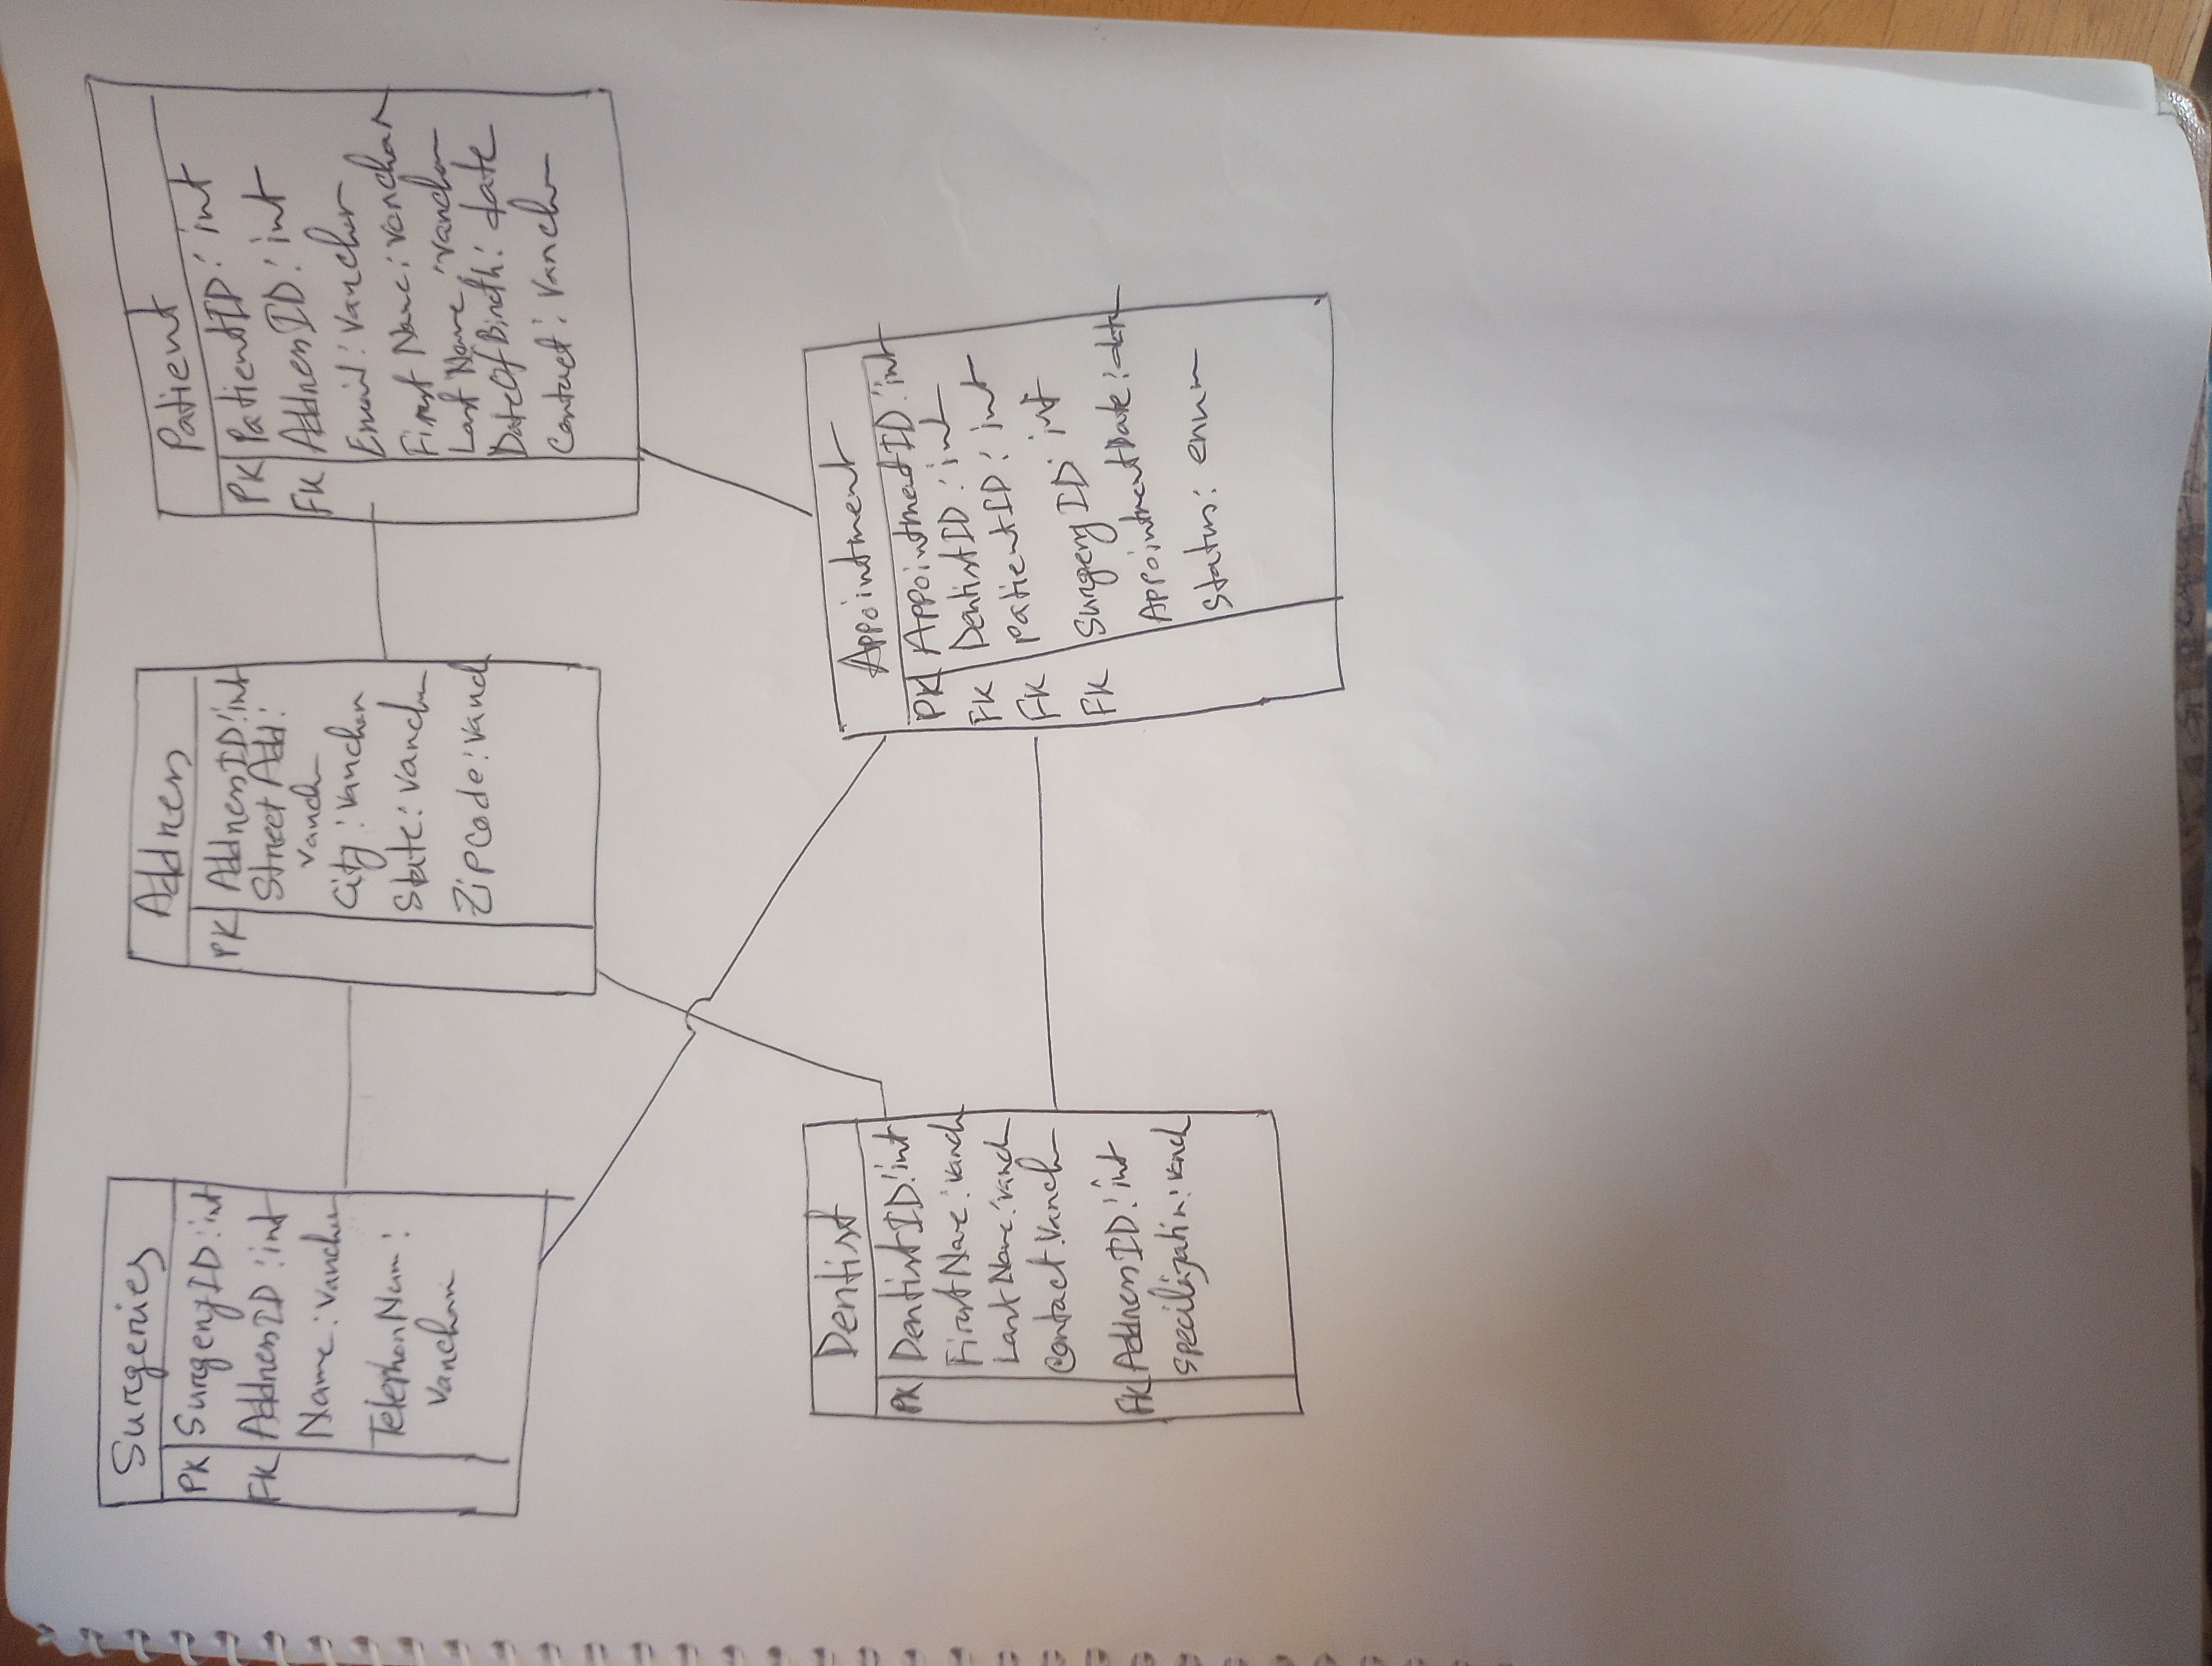 Surgeries
PK SurgeryID: int
FK AddressID: int
Name: Varchar
TelephonNum:
Varchar
Address
PK AddressID: int
Street Add:
varchar
City: Varchar
State: Varchar
ZipCode: Varch
Patient
PK PatientID: int
FK AddressID: int
Email: Varchar
First Name: varchar
Last Name: varchar
DateOfBirth: date
Contact: Varchar
Dentist
PK DentistID: int
FirstName: varch
LastName: varch
Contact: Varch
FK AddressID: int
Specilizatin: varch
Appointment
PK AppointmentID: int
FK DentistID: int
FK PatientID: int
FK SurgeryID: int
AppointmentDate: date
Status: enum